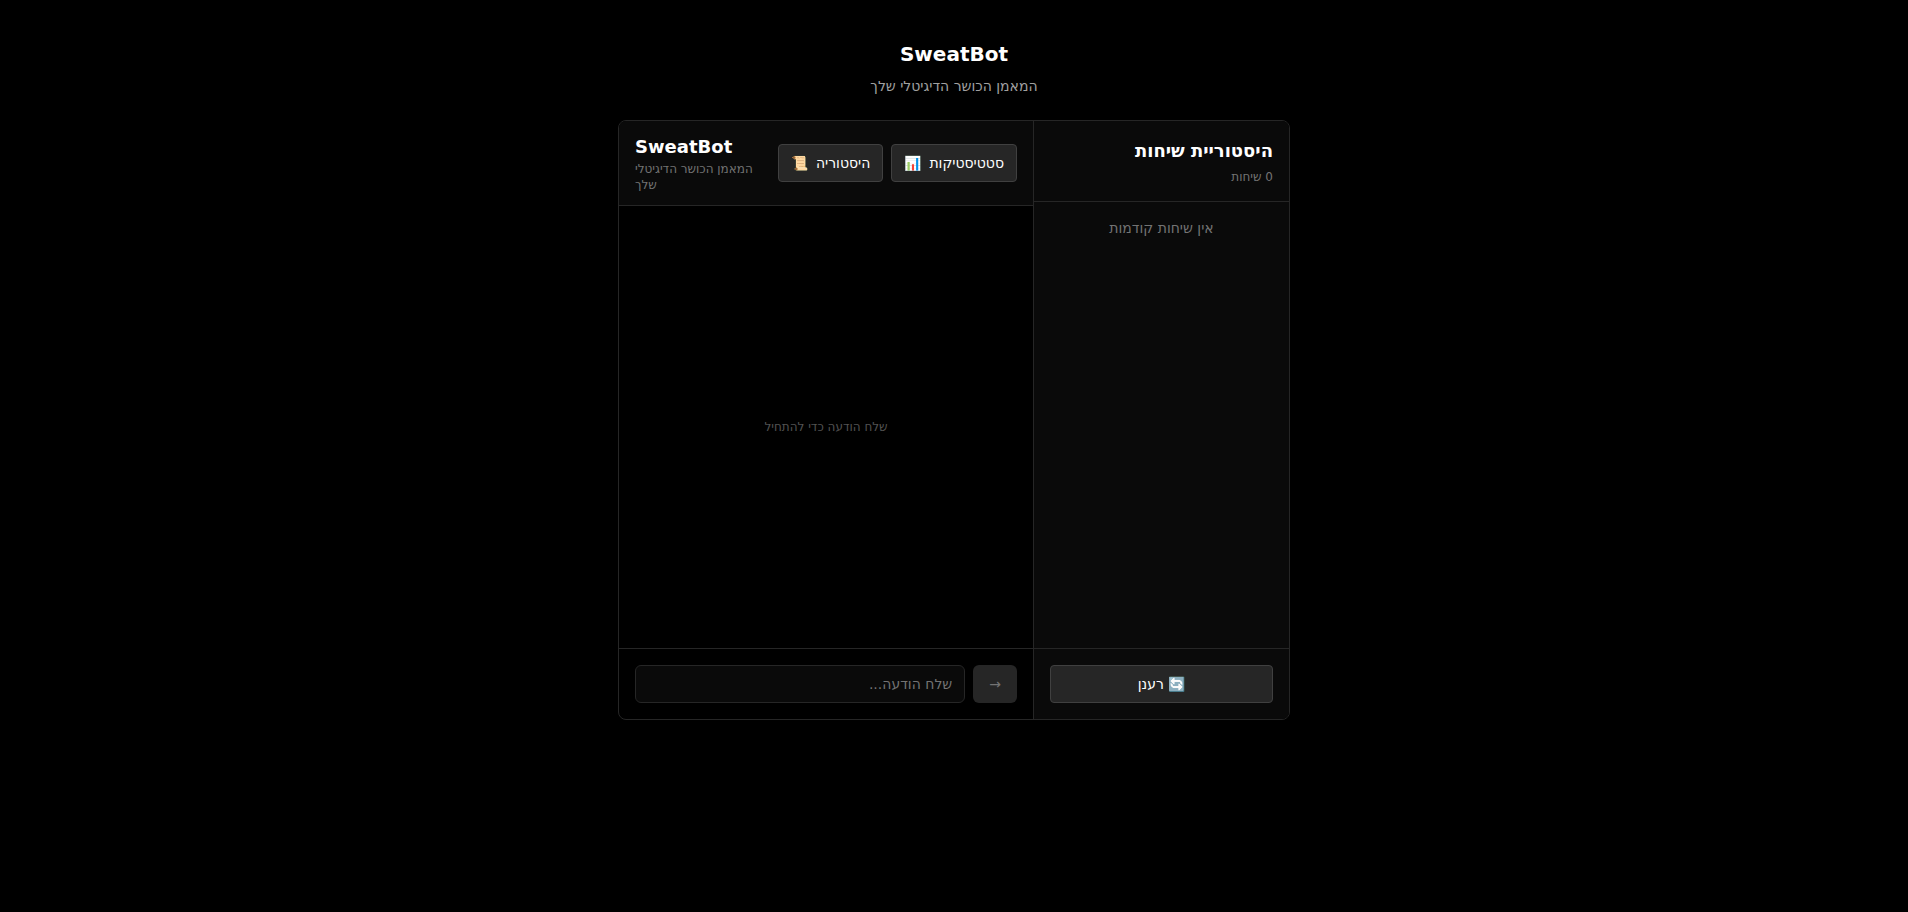 SweatBot
המאמן הכושר הדיגיטלי שלך
היסטוריית שיחות
0 שיחות
אין שיחות קודמות
🔄 רענן
סטטיסטיקות 📊
היסטוריה 📜
SweatBot
המאמן הכושר הדיגיטלי
שלך
שלח הודעה כדי להתחיל
→
שלח הודעה...